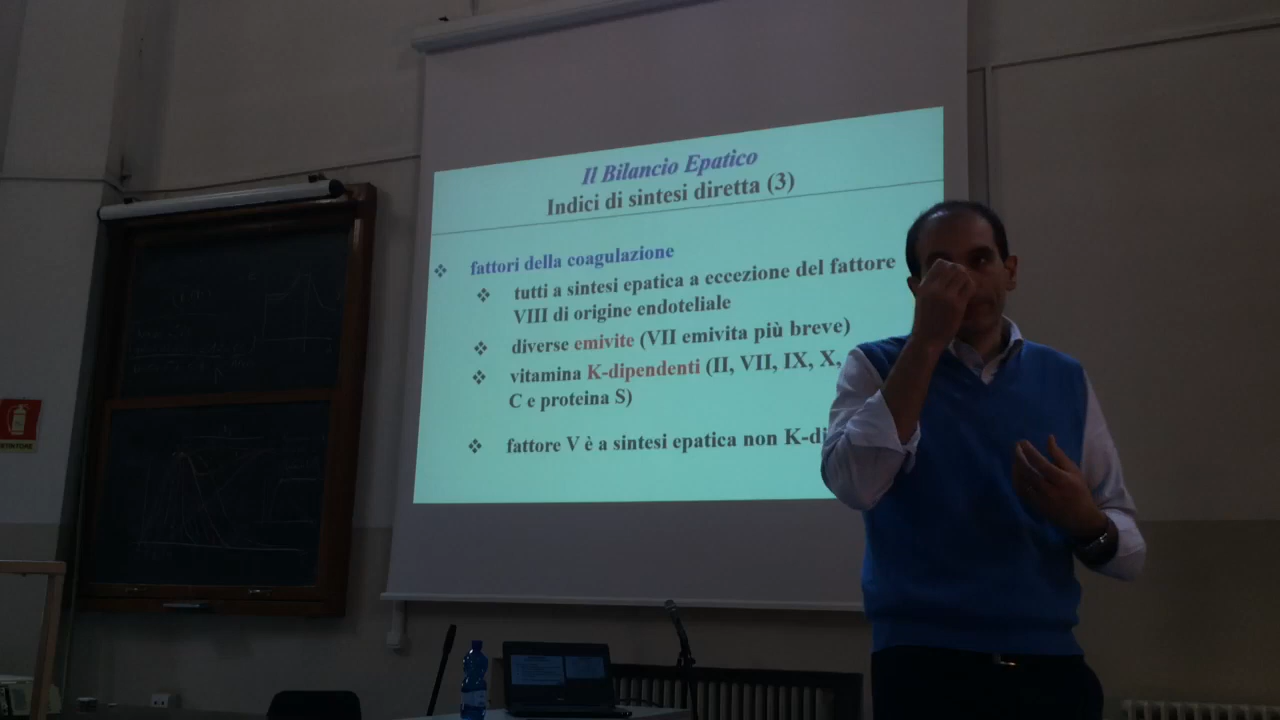 Il Bilancio Epatico
Indici di sintesi diretta (3)
❖ fattori della coagulazione
❖ tutti a sintesi epatica a eccezione del fattore
VIII di origine endoteliale
❖ diverse emivite (VII emivita più breve)
❖ vitamina K-dipendenti (II, VII, IX, X,
C e proteina S)
❖ fattore V è a sintesi epatica non K-di